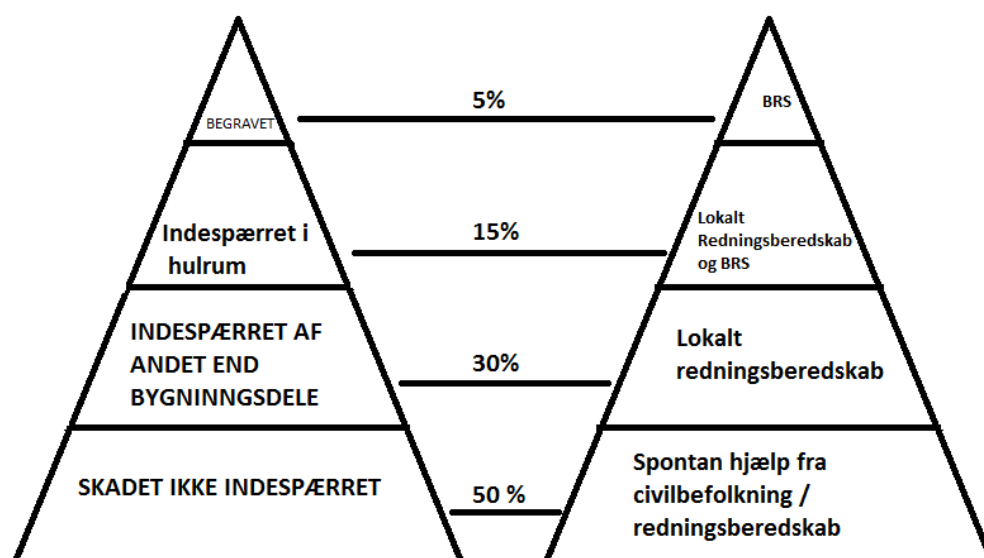 BEGRAVET
5%
BRS
Indespærret i
hulrum
15%
Lokalt
Redningsberedskab
og BRS
INDESPÆRRET AF
ANDET END
BYGNINNGSDELE
30%
Lokalt
redningsberedskab
SKADET IKKE INDESPÆRRET
50 %
Spontan hjælp fra
civilbefolkning /
redningsberedskab